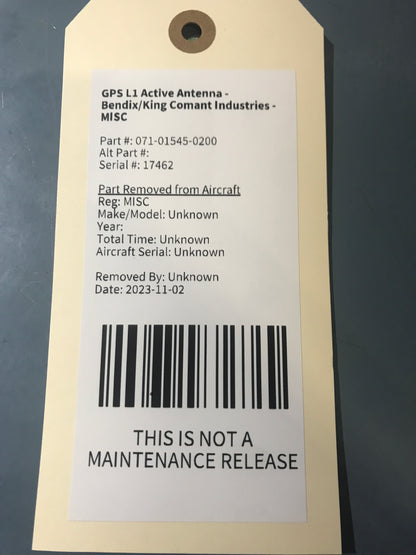 GPS L1 Active Antenna -
Bendix/King Comant Industries -
MISC
Part #: 071-01545-0200
Alt Part #:
Serial #: 17462
Part Removed from Aircraft
Reg: MISC
Make/Model: Unknown
Year:
Total Time: Unknown
Aircraft Serial: Unknown
Removed By: Unknown
Date: 2023-11-02
THIS IS NOT A
MAINTENANCE RELEASE